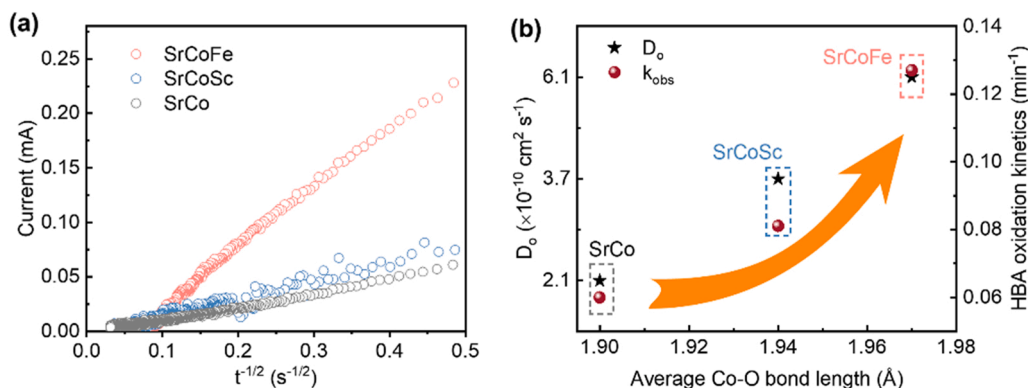 (a)
SrCoFe
SrCoSc
SrCo
Current (mA)
0.25
0.20
0.15
0.10
0.05
0.00
0.0 0.1 0.2 0.3 0.4 0.5
t⁻¹/² (s⁻¹/²)
(b)
Dₒ
k_obs
SrCoFe
SrCoSc
SrCo
Dₒ (×10⁻¹⁰ cm² s⁻¹)
6.1
3.7
2.1
1.90 1.92 1.94 1.96 1.98
Average Co-O bond length (Å)
0.14
0.12
0.10
0.08
0.06
HBA oxidation kinetics (min⁻¹)